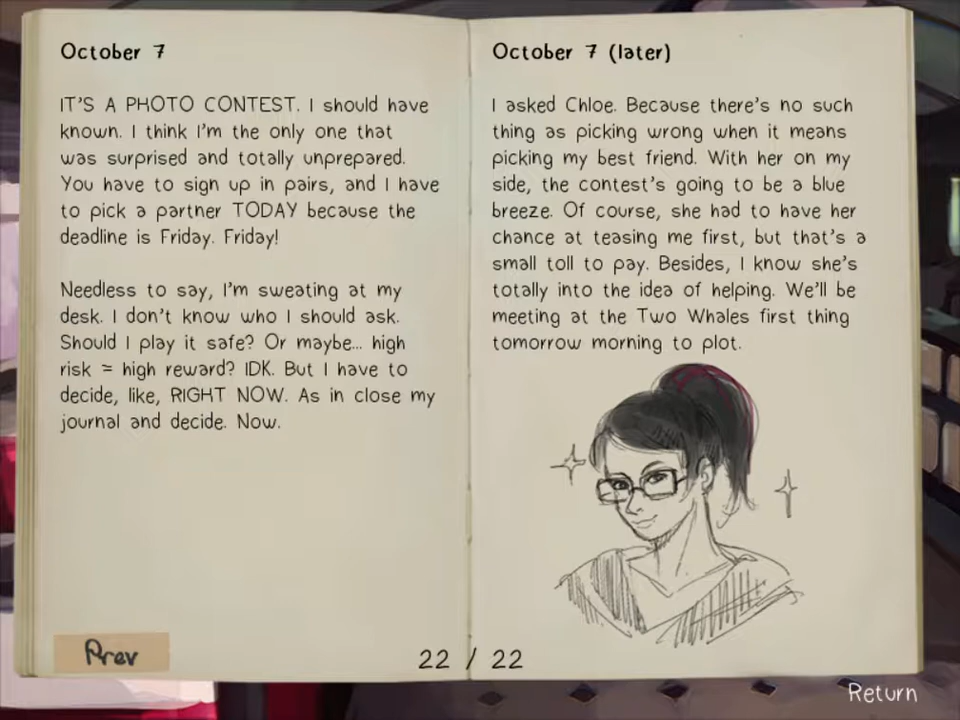 October 7
IT'S A PHOTO CONTEST. I should have
known. I think I'm the only one that
was surprised and totally unprepared.
You have to sign up in pairs, and I have
to pick a partner TODAY because the
deadline is Friday. Friday!
Needless to say, I'm sweating at my
desk. I don't know who I should ask.
Should I play it safe? Or maybe... high
risk = high reward? IDK. But I have to
decide, like, RIGHT NOW. As in close my
journal and decide. Now.
October 7 (later)
I asked Chloe. Because there's no such
thing as picking wrong when it means
picking my best friend. With her on my
side, the contest's going to be a blue
breeze. Of course, she had to have her
chance at teasing me first, but that's a
small toll to pay. Besides, I know she's
totally into the idea of helping. We'll be
meeting at the Two Whales first thing
tomorrow morning to plot.
Prev
22 / 22
Return